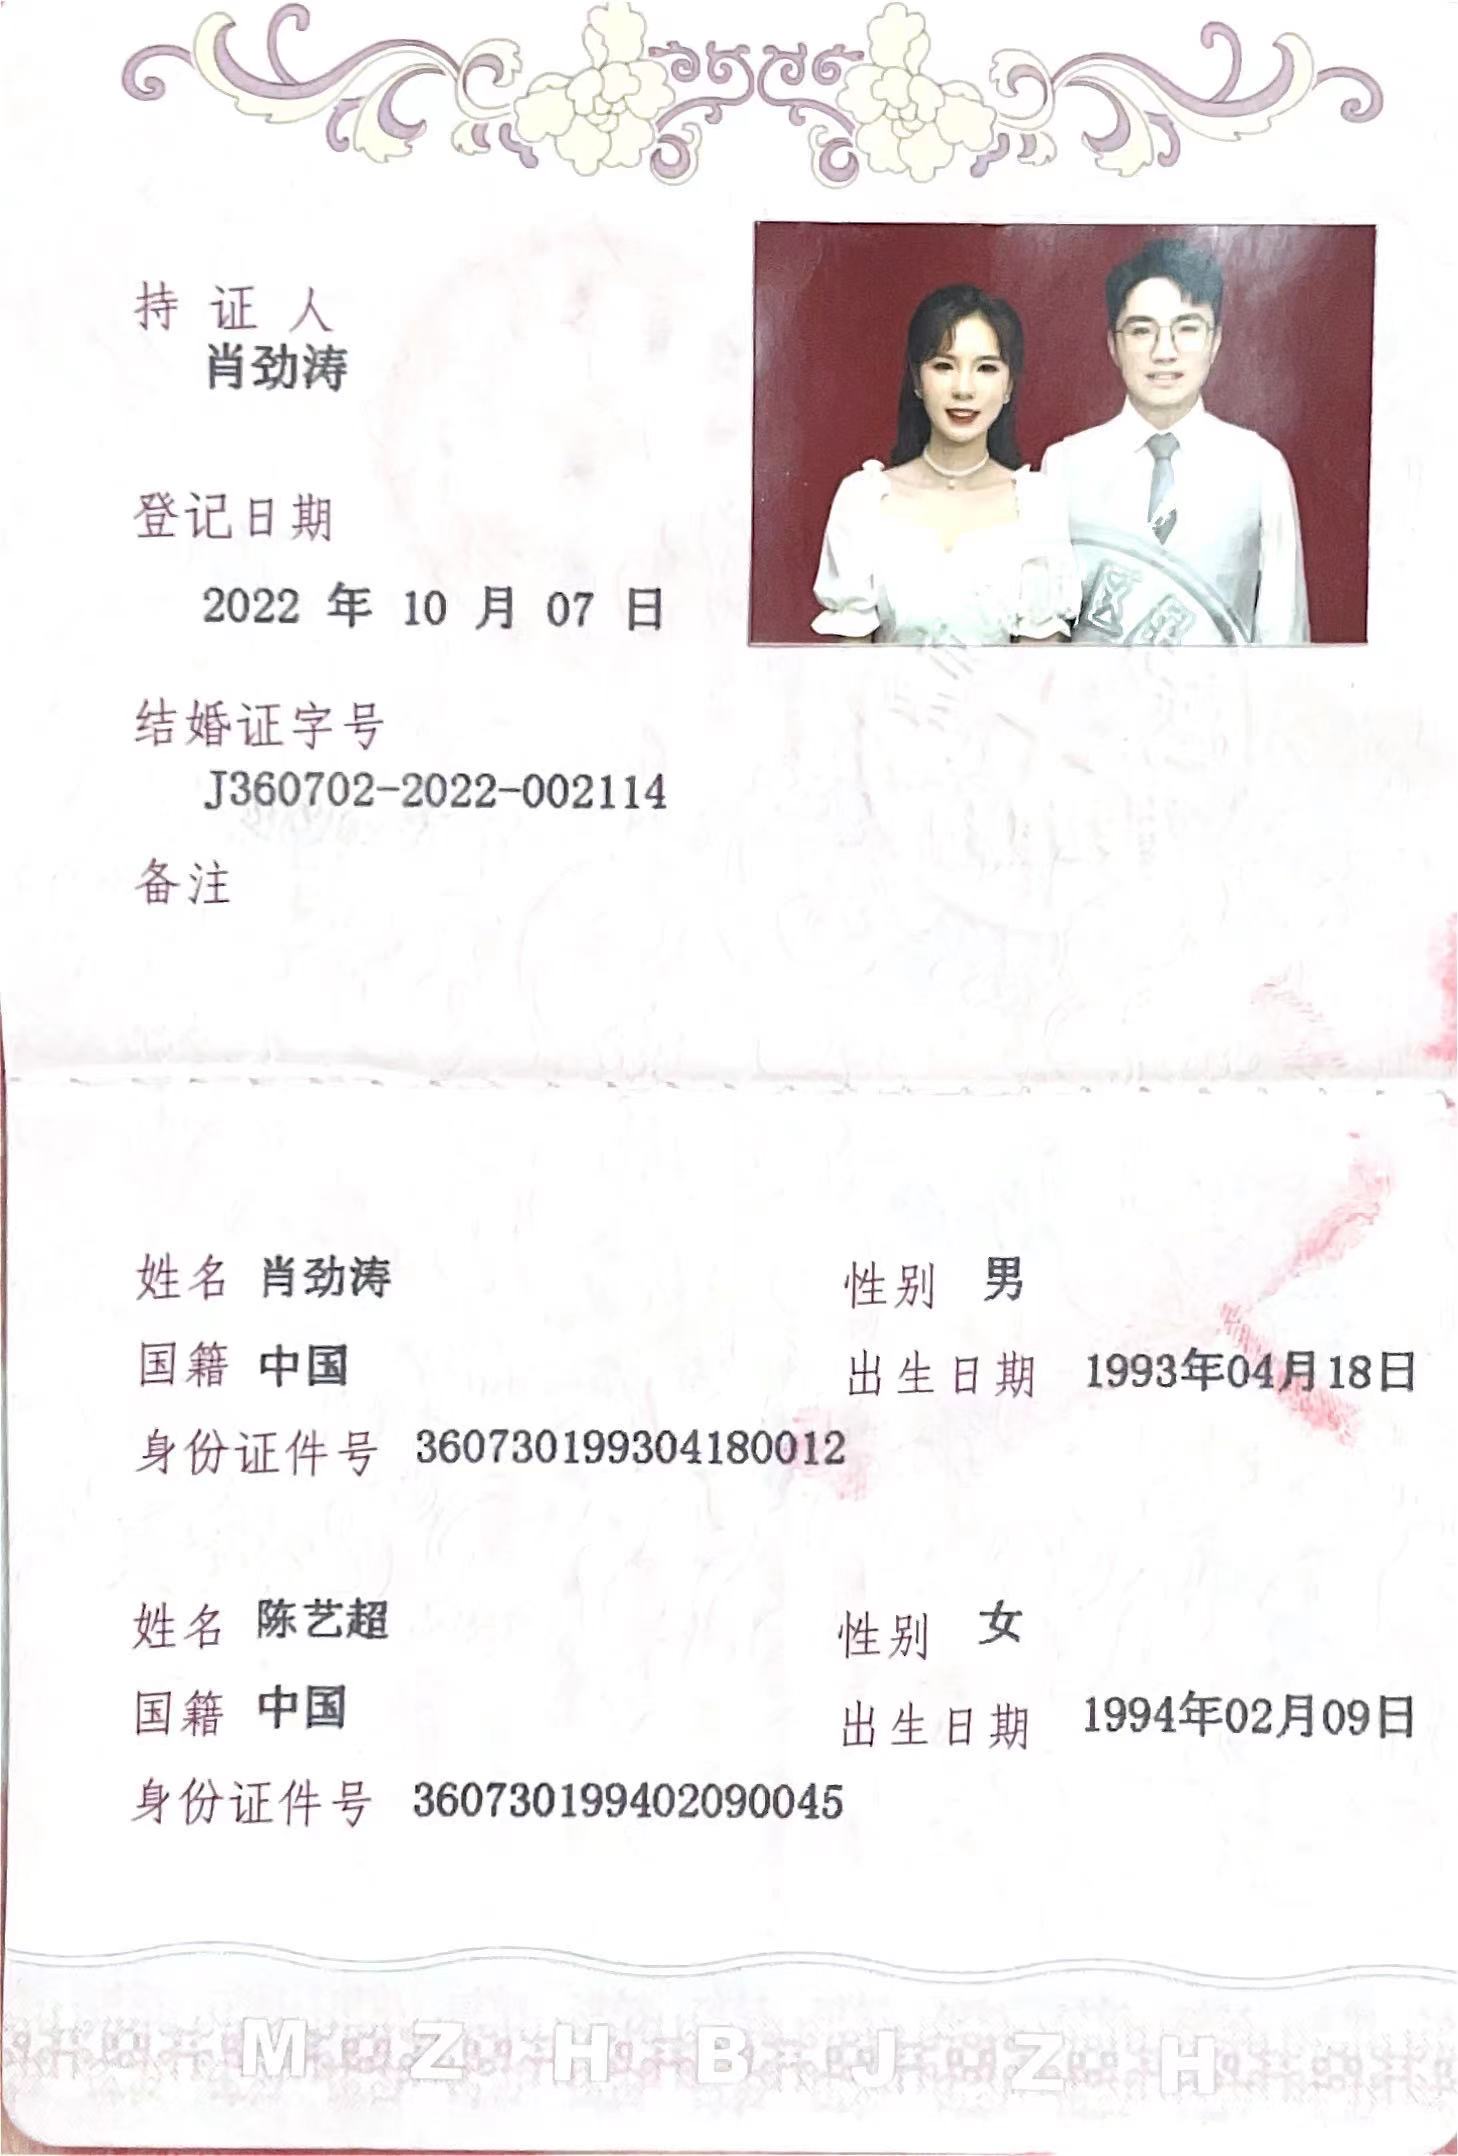 持证人
肖劲涛
登记日期
2022 年 10 月 07 日
结婚证字号
J360702-2022-002114
备注
姓名 肖劲涛 性别 男
国籍 中国 出生日期 1993年04月18日
身份证件号 360730199304180012
姓名 陈艺超 性别 女
国籍 中国 出生日期 1994年02月09日
身份证件号 360730199402090045
M Z H B J Z H